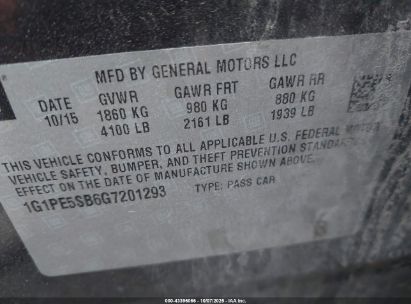 MFD BY GENERAL MOTORS LLC
DATE GVWR GAWR FRT GAWR RR
10/15 1860 KG 980 KG 880 KG
4100 LB 2161 LB 1939 LB
THIS VEHICLE CONFORMS TO ALL APPLICABLE U.S. FEDERAL MOTOR
VEHICLE SAFETY, BUMPER, AND THEFT PREVENTION STANDARDS IN
EFFECT ON THE DATE OF MANUFACTURE SHOWN ABOVE.
1G1PE5SB6G7201293 TYPE: PASS CAR